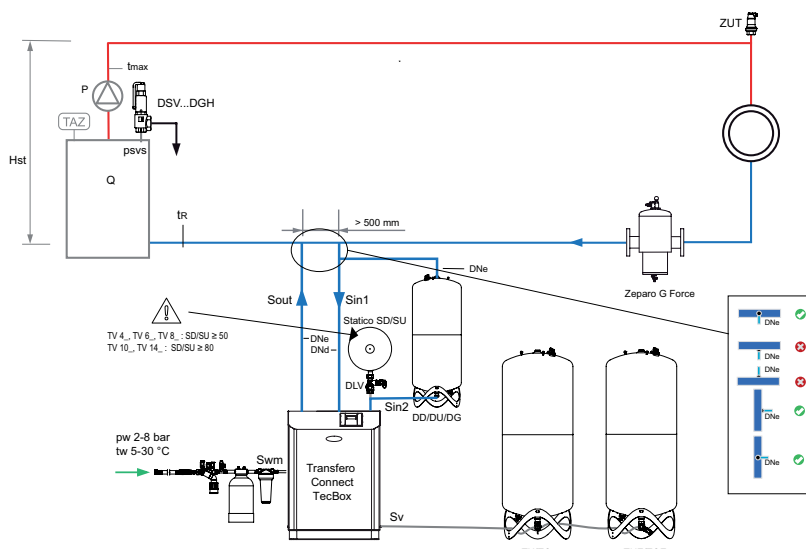 ZUT
tmax
P
DSV...DGH
TAZ
psvs
Hst
Q
tR
> 500 mm
DNe
Zeparo G Force
Sout
Sin1
Statico SD/SU
TV 4_, TV 6_, TV 8_ : SD/SU ≥ 50
TV 10_, TV 14_ : SD/SU ≥ 80
DNe
DNd
DLV
Sin2
DD/DU/DG
DNe
DNe
DNe
DNe
DNe
pw 2-8 bar
tw 5-30 °C
Swm
Transfero
Connect
TecBox
Sv